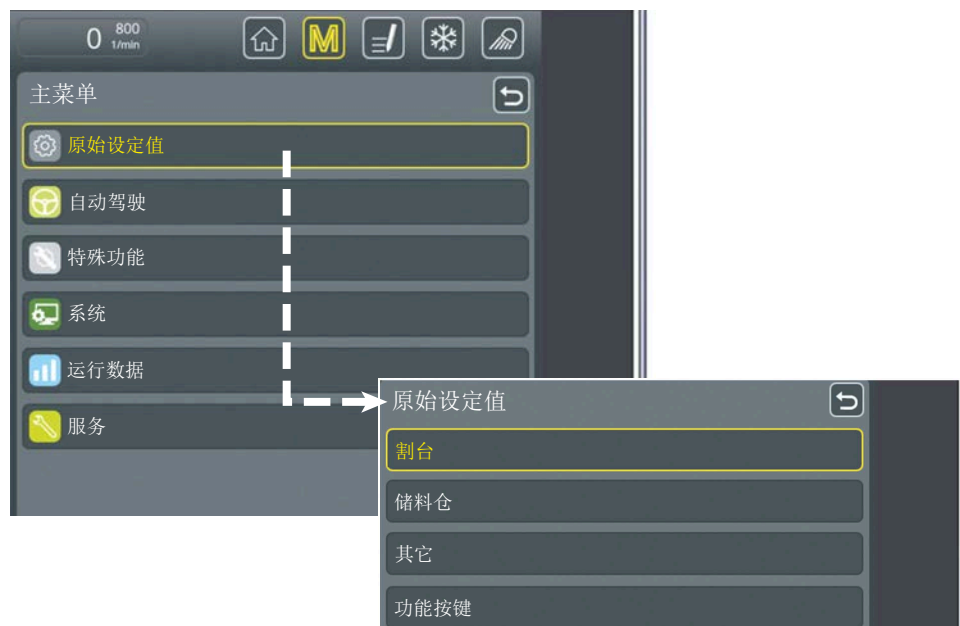 0 800 1/min
M
主菜单
原始设定值
自动驾驶
特殊功能
系统
运行数据
服务
原始设定值
割台
储料仓
其它
功能按键